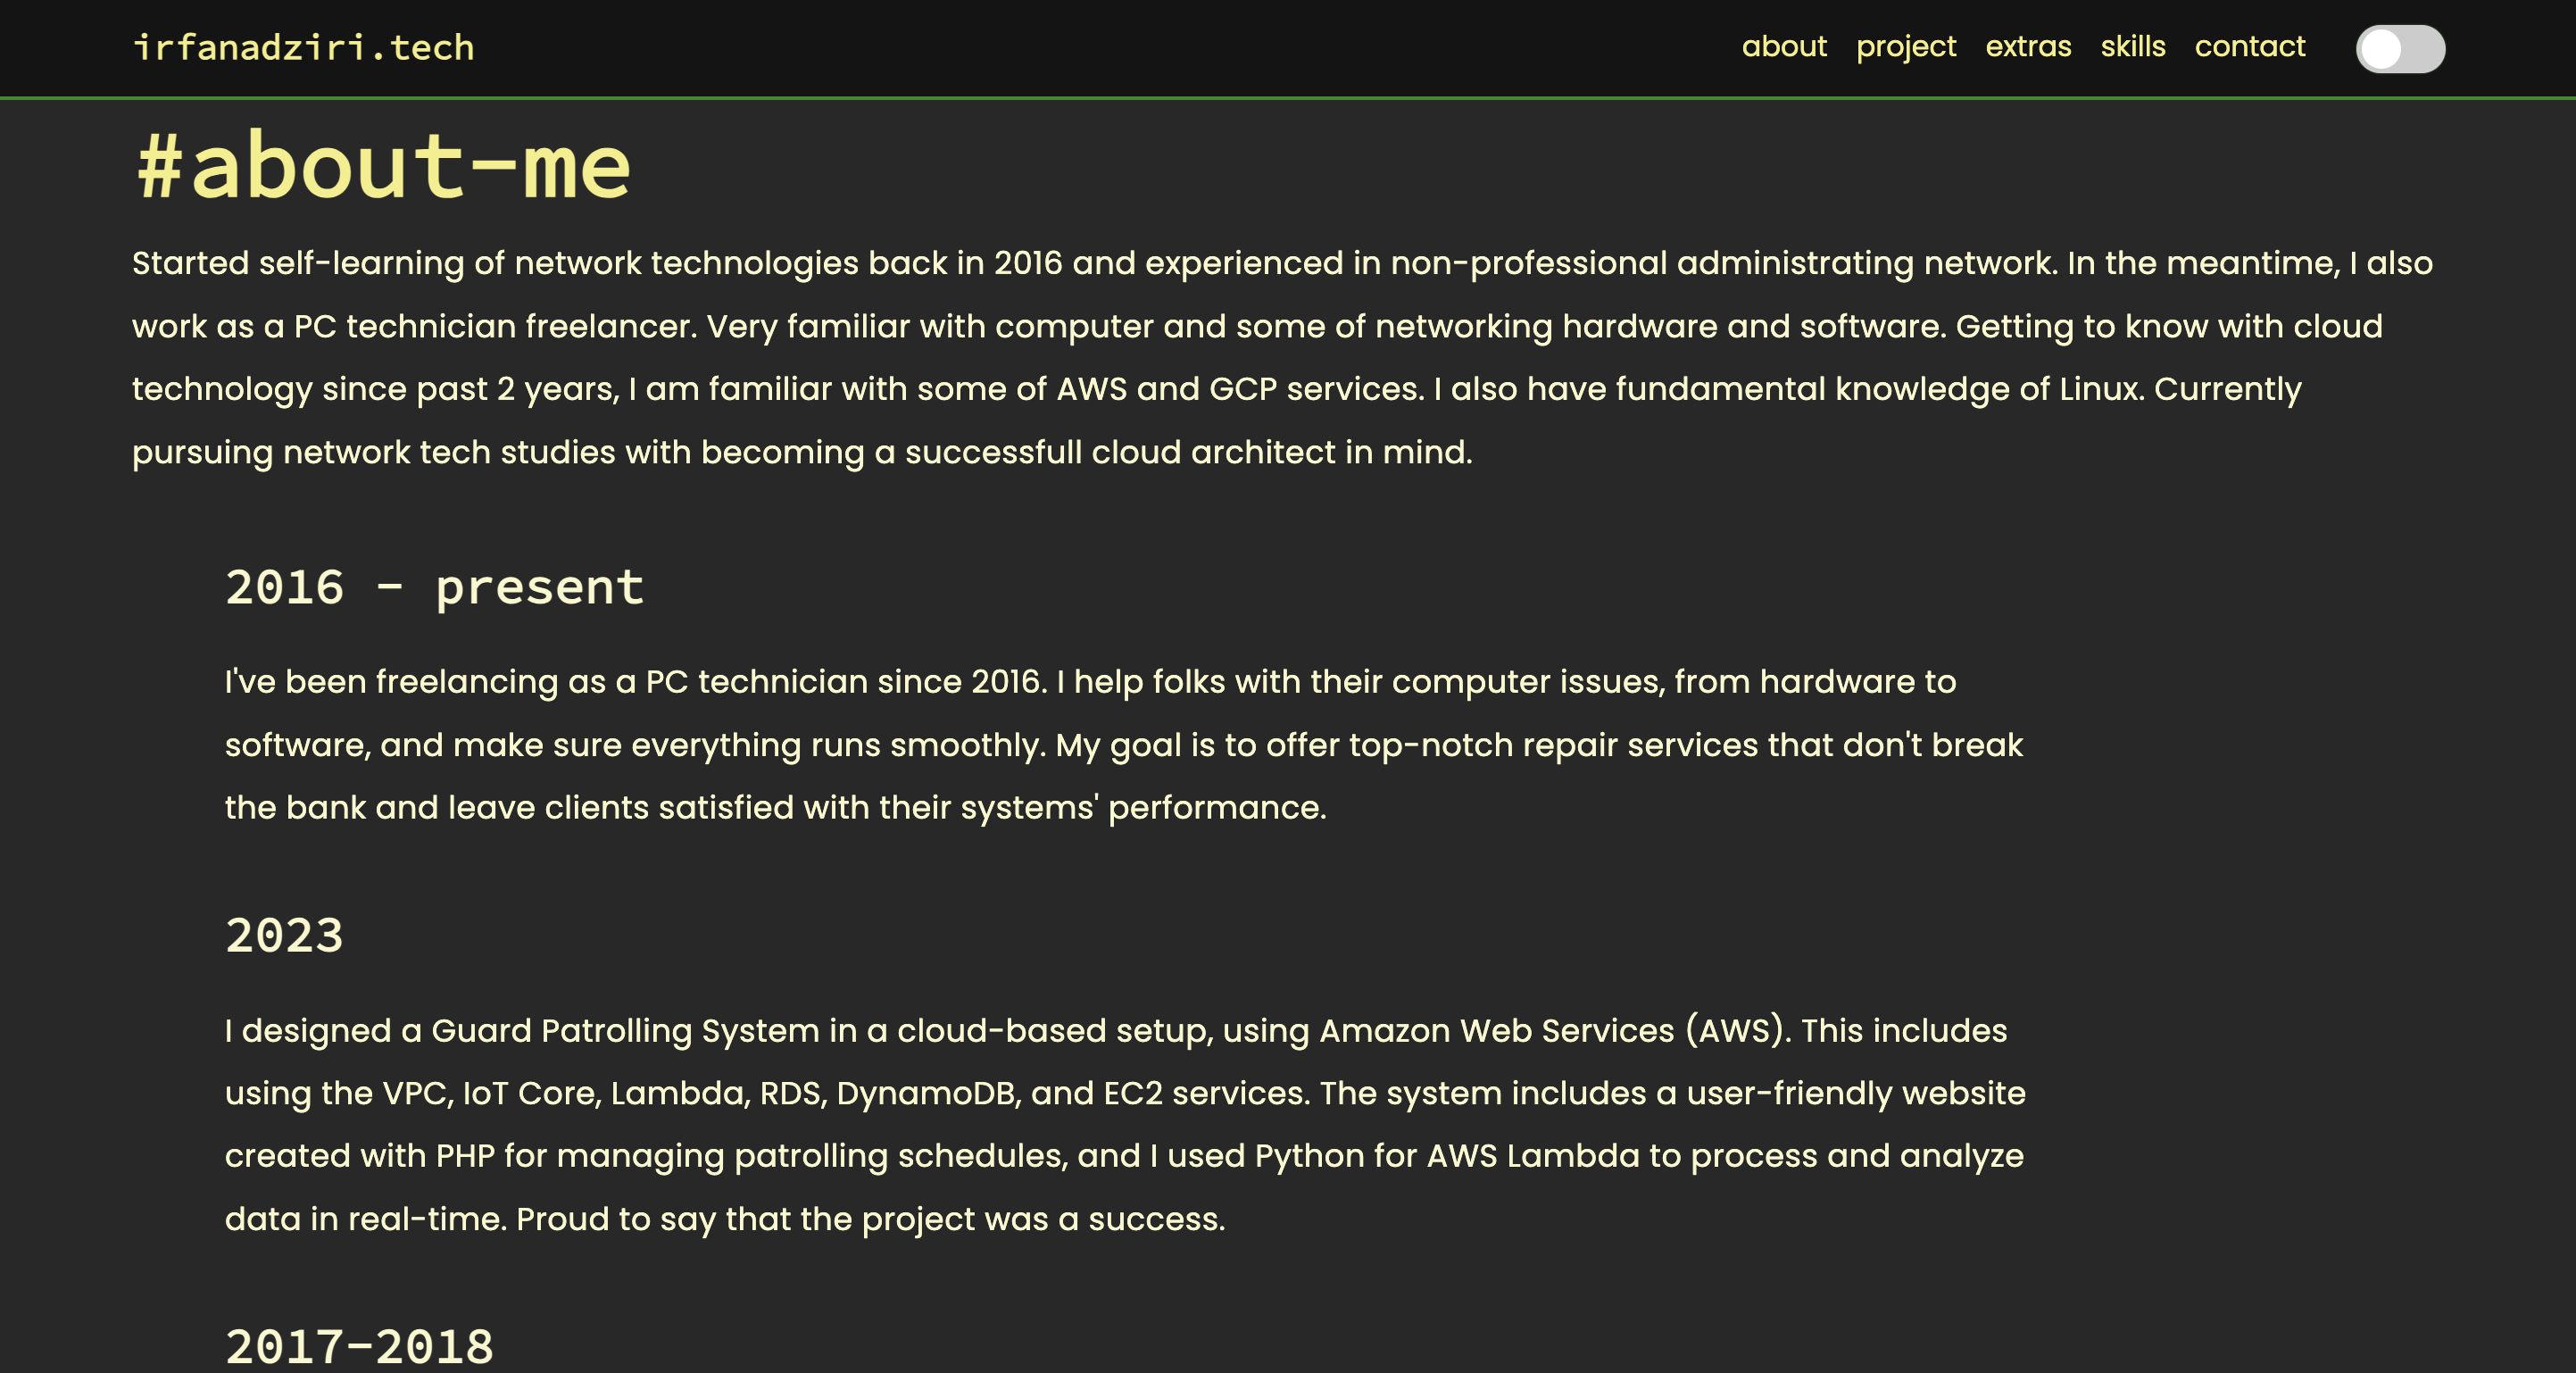 irfanadziri.tech
about project extras skills contact
#about-me
Started self-learning of network technologies back in 2016 and experienced in non-professional administrating network. In the meantime, I also
work as a PC technician freelancer. Very familiar with computer and some of networking hardware and software. Getting to know with cloud
technology since past 2 years, I am familiar with some of AWS and GCP services. I also have fundamental knowledge of Linux. Currently
pursuing network tech studies with becoming a successfull cloud architect in mind.
2016 - present
I've been freelancing as a PC technician since 2016. I help folks with their computer issues, from hardware to
software, and make sure everything runs smoothly. My goal is to offer top-notch repair services that don't break
the bank and leave clients satisfied with their systems' performance.
2023
I designed a Guard Patrolling System in a cloud-based setup, using Amazon Web Services (AWS). This includes
using the VPC, IoT Core, Lambda, RDS, DynamoDB, and EC2 services. The system includes a user-friendly website
created with PHP for managing patrolling schedules, and I used Python for AWS Lambda to process and analyze
data in real-time. Proud to say that the project was a success.
2017-2018